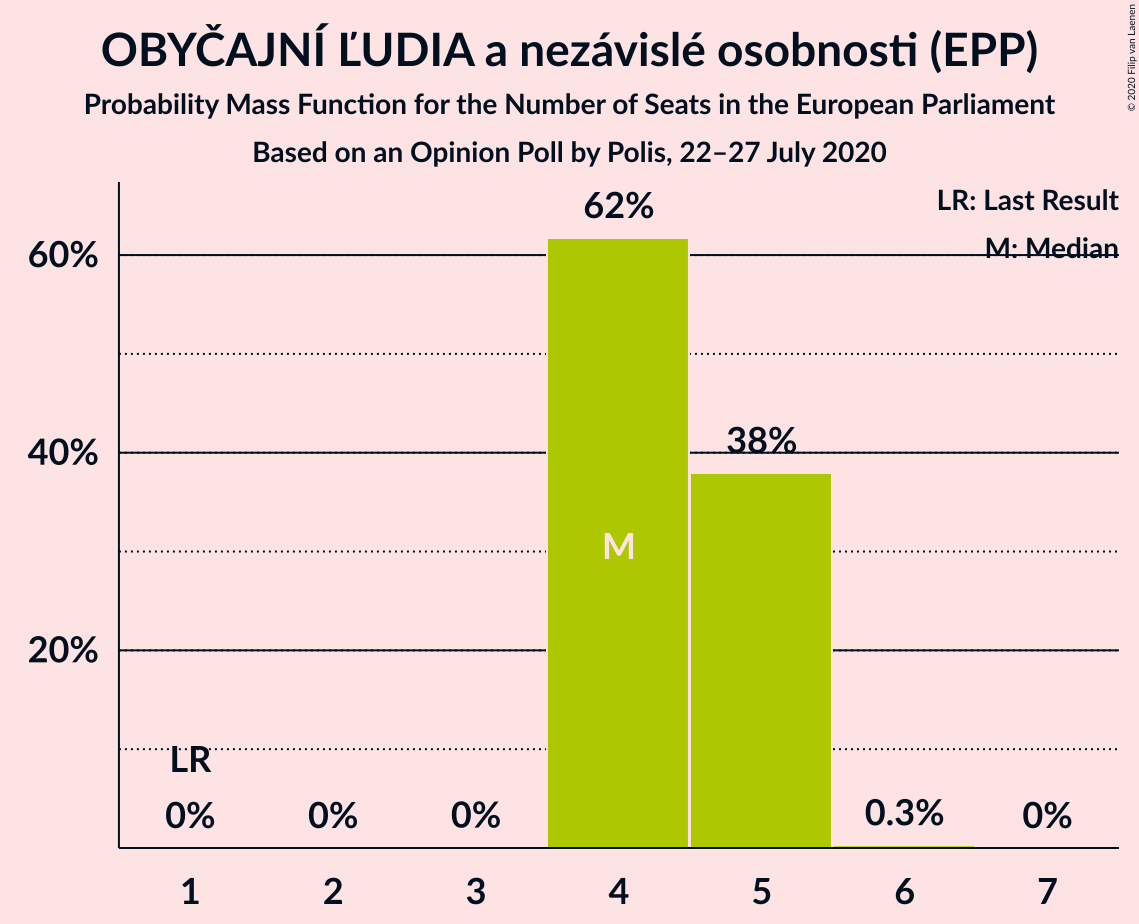 OBYČAJNÍ ĽUDIA a nezávislé osobnosti (EPP)
Probability Mass Function for the Number of Seats in the European Parliament
Based on an Opinion Poll by Polis, 22–27 July 2020
© 2020 Filip van Laenen
LR: Last Result
M: Median
62%
60%
38%
40%
M
20%
LR
0%
0%
0%
0.3%
0%
1
2
3
4
5
6
7